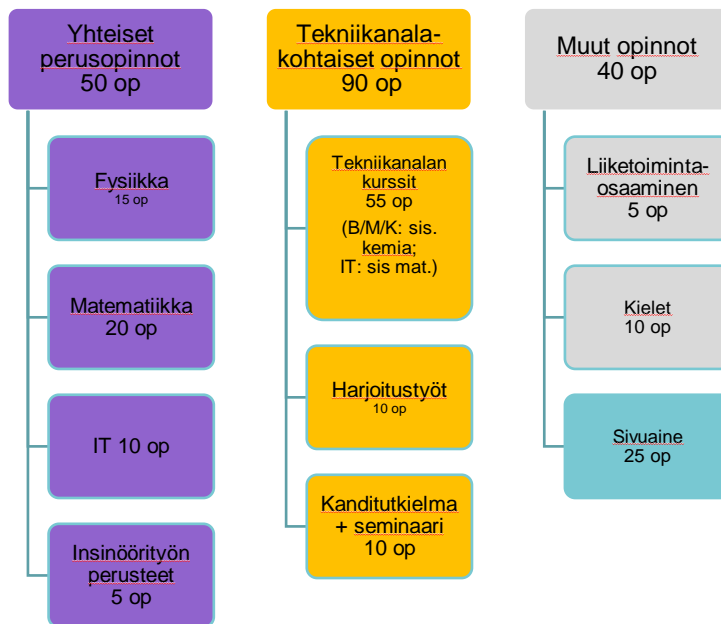 Yhteiset
perusopinnot
50 op
Fysiikka
15 op
Matematiikka
20 op
IT 10 op
Insinöörityön
perusteet
5 op
Tekniikanala-
kohtaiset opinnot
90 op
Tekniikanalan
kurssit
55 op
(B/M/K: sis.
kemia;
IT: sis mat.)
Harjoitustyöt
10 op
Kanditutkielma
+ seminaari
10 op
Muut opinnot
40 op
Liiketoiminta-
osaaminen
5 op
Kielet
10 op
Sivuaine
25 op